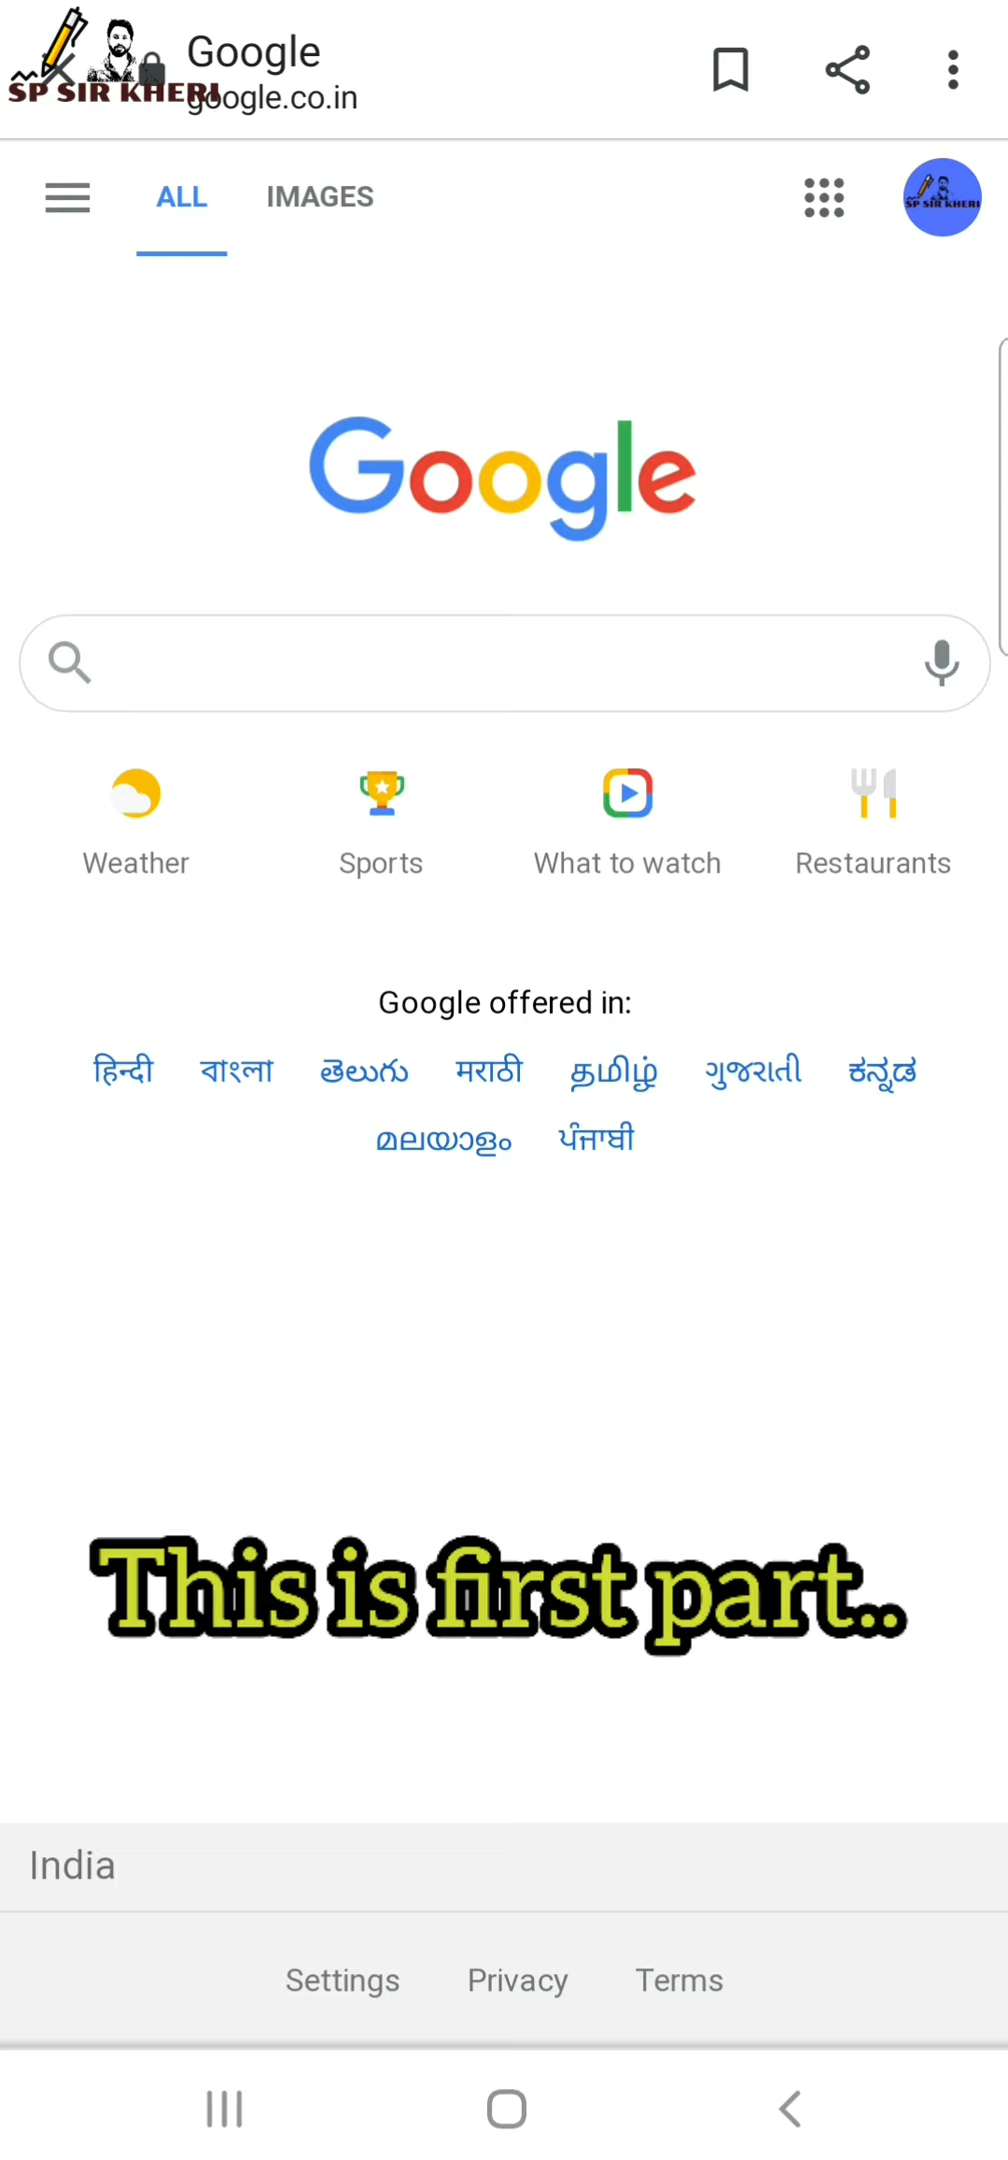 SP SIR KHERI
Google
google.co.in
ALL IMAGES
SP SIR KHERI
Google
Weather Sports What to watch Restaurants
Google offered in:
हिन्दी বাংলা తెలుగు मराठी தமிழ் ગુજરાતી ಕನ್ನಡ
മലയാളം ਪੰਜਾਬੀ
This is first part..
India
Settings Privacy Terms